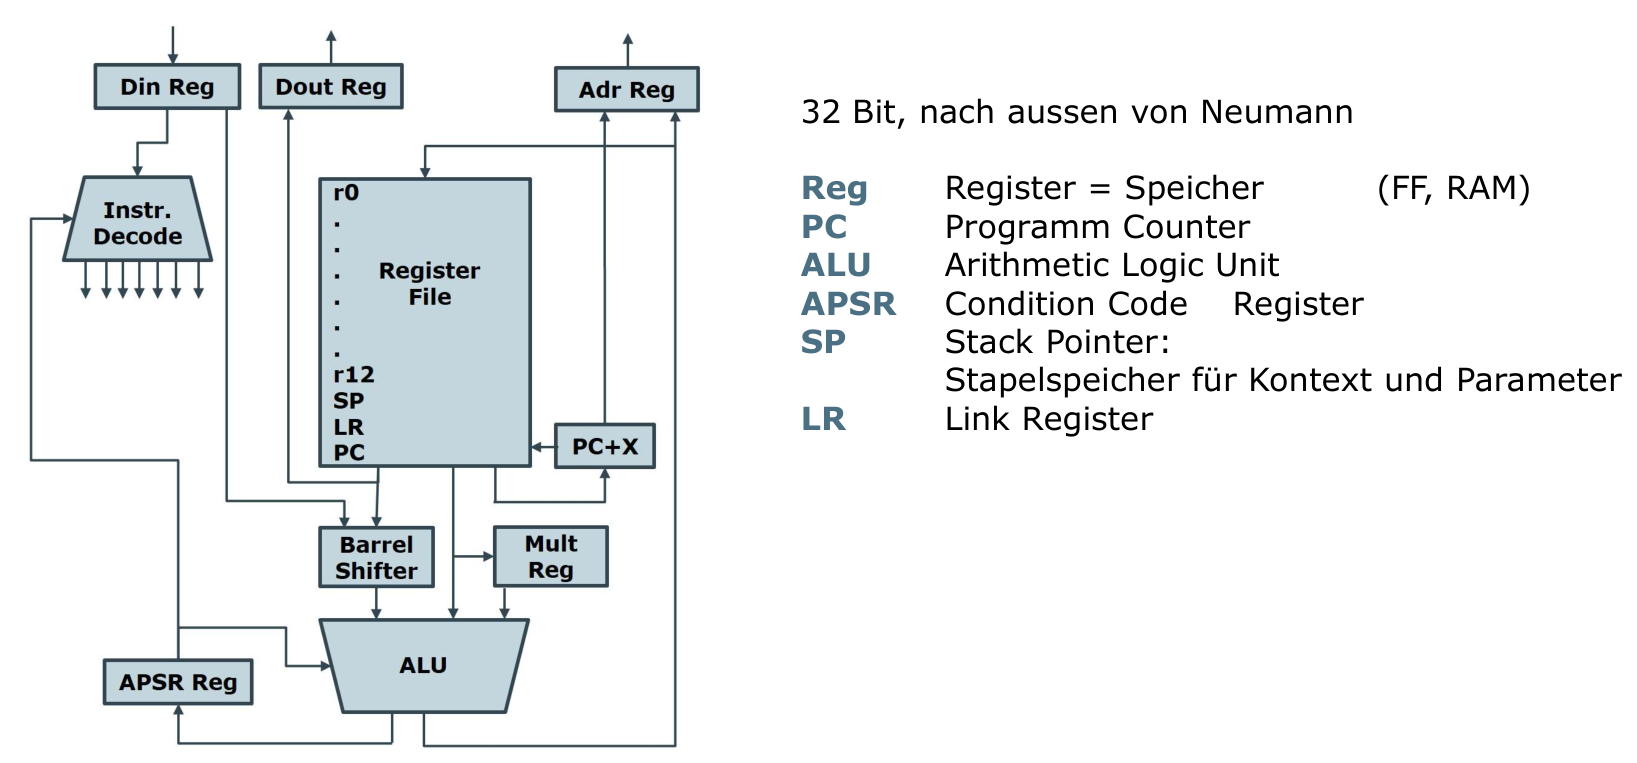 Din Reg
Dout Reg
Adr Reg
Instr.
Decode
r0
.
.
.
.
.
.
r12
SP
LR
PC
Register
File
PC+X
Barrel
Shifter
Mult
Reg
ALU
APSR Reg
32 Bit, nach aussen von Neumann
Reg Register = Speicher (FF, RAM)
PC Programm Counter
ALU Arithmetic Logic Unit
APSR Condition Code Register
SP Stack Pointer:
Stapelspeicher für Kontext und Parameter
LR Link Register